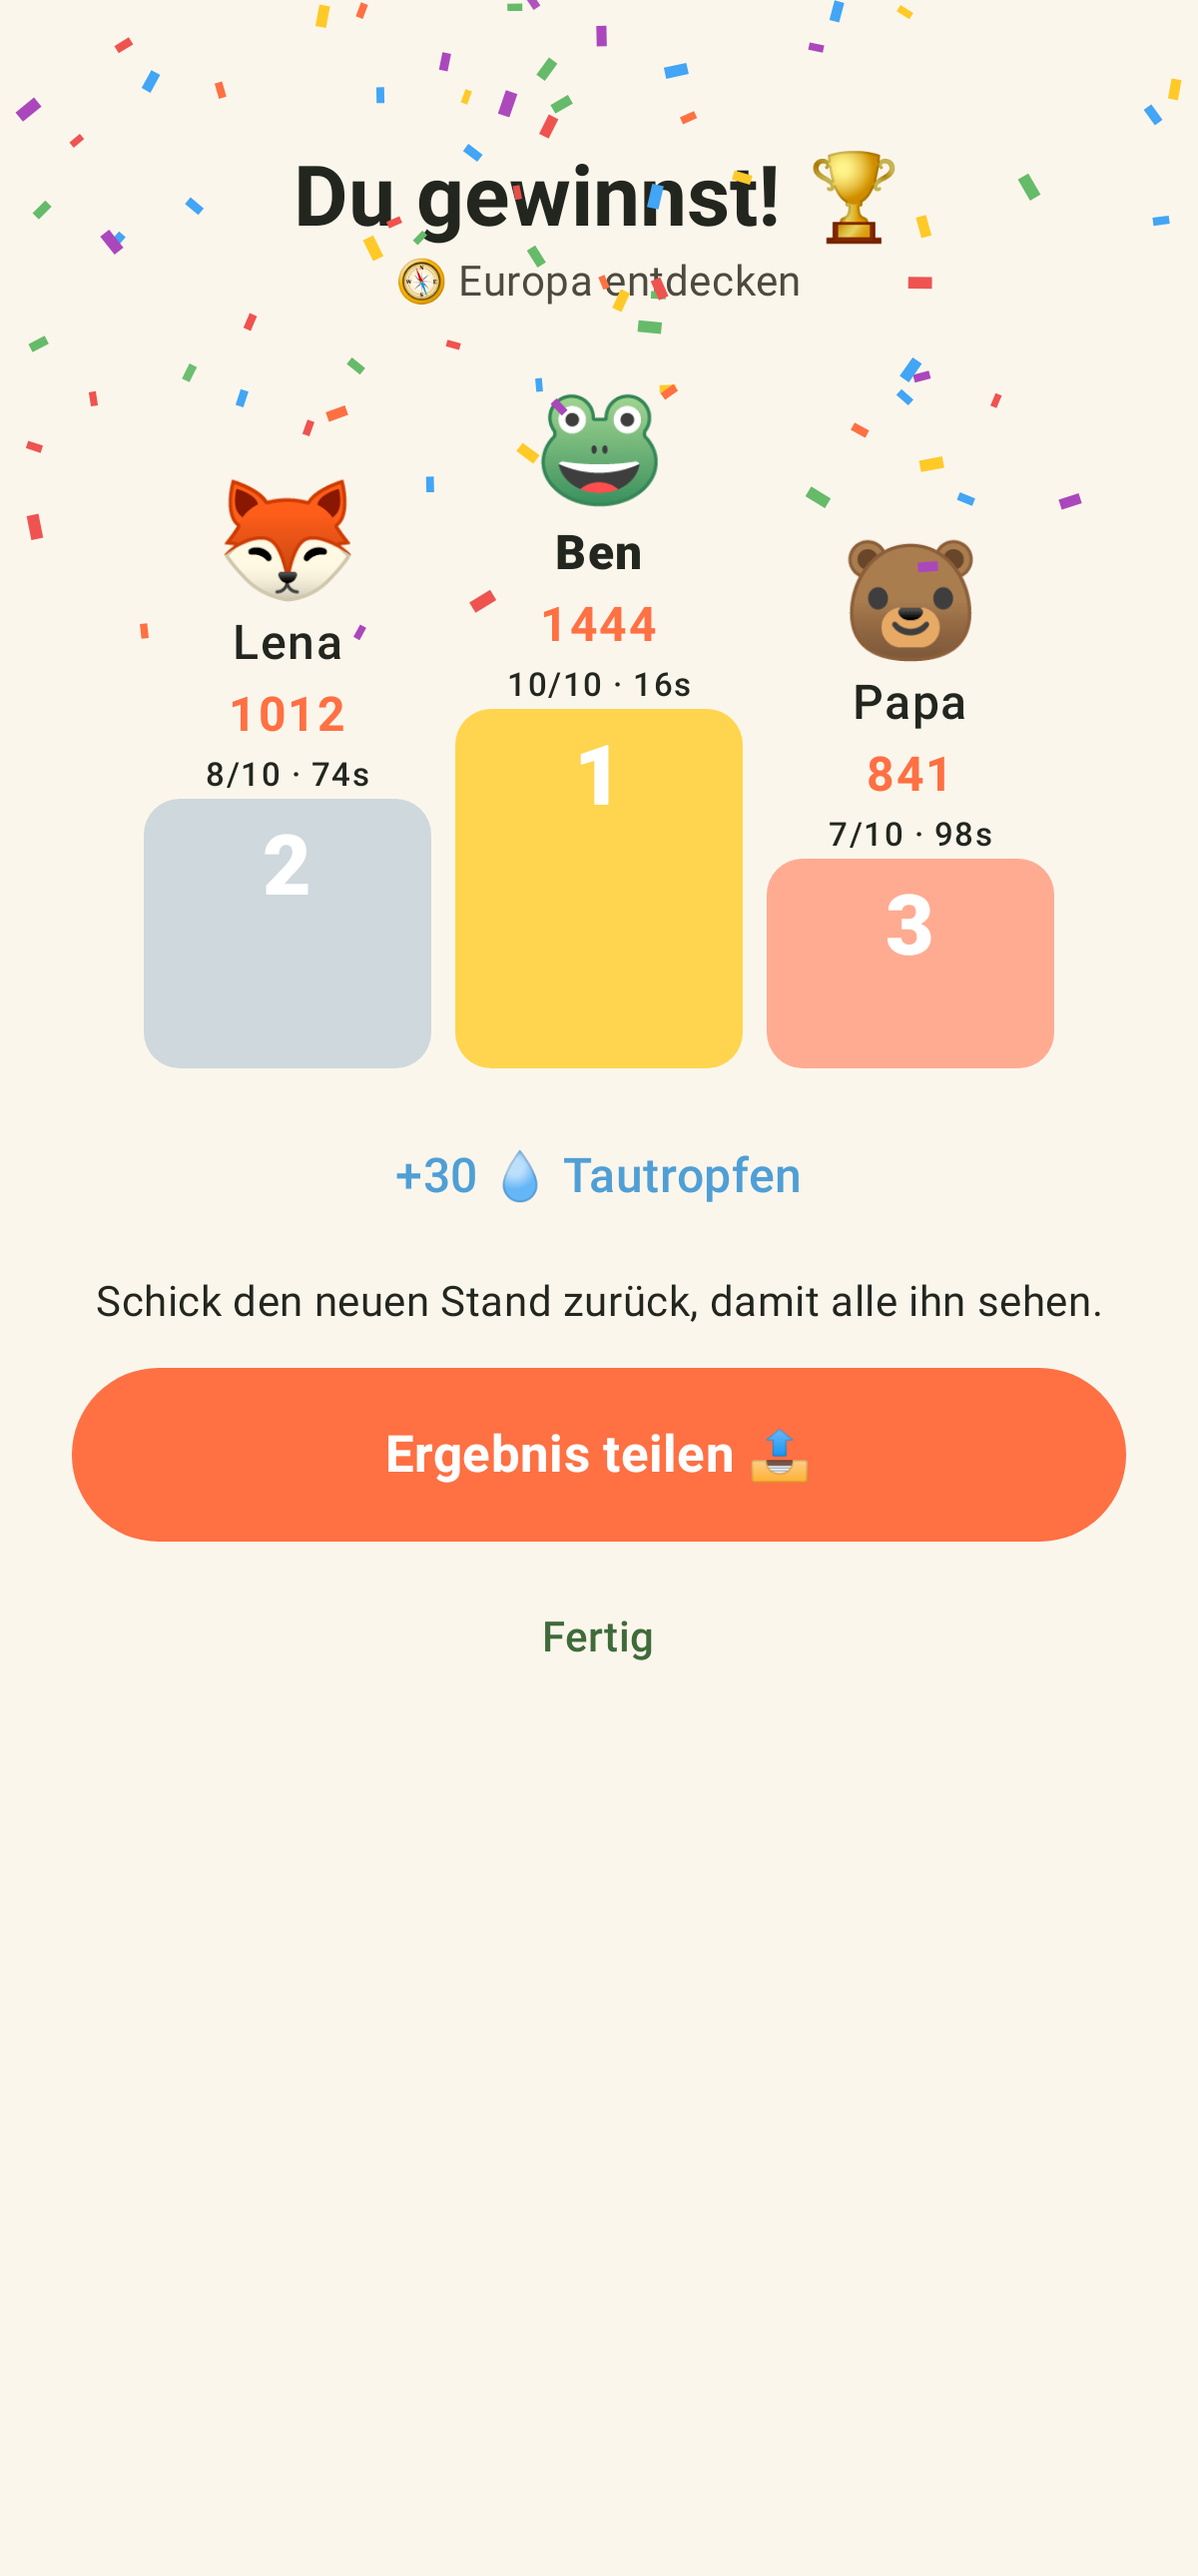 Du gewinnst! 🏆
🧭 Europa entdecken
Ben
1444
10/10 · 16s
1
Lena
1012
8/10 · 74s
2
Papa
841
7/10 · 98s
3
+30 💧 Tautropfen
Schick den neuen Stand zurück, damit alle ihn sehen.
Ergebnis teilen 📤
Fertig